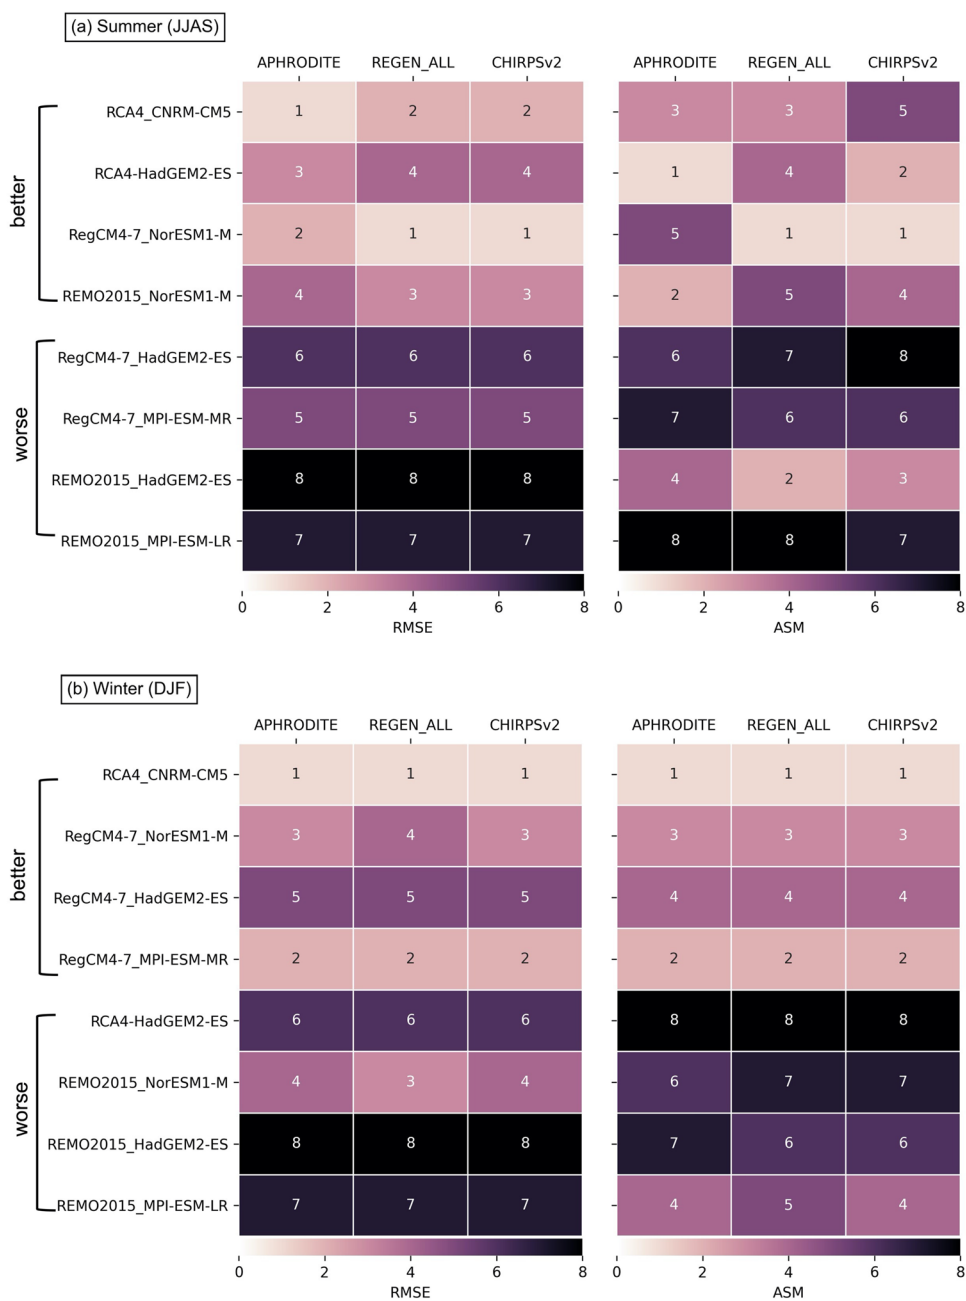 (a) Summer (JJAS)
APHRODITE REGEN_ALL CHIRPSv2 APHRODITE REGEN_ALL CHIRPSv2
better
RCA4_CNRM-CM5 1 2 2 3 3 5
RCA4-HadGEM2-ES 3 4 4 1 4 2
RegCM4-7_NorESM1-M 2 1 1 5 1 1
REMO2015_NorESM1-M 4 3 3 2 5 4
worse
RegCM4-7_HadGEM2-ES 6 6 6 6 7 8
RegCM4-7_MPI-ESM-MR 5 5 5 7 6 6
REMO2015_HadGEM2-ES 8 8 8 4 2 3
REMO2015_MPI-ESM-LR 7 7 7 8 8 7
0 2 4 6 8 0 2 4 6 8
RMSE ASM
(b) Winter (DJF)
APHRODITE REGEN_ALL CHIRPSv2 APHRODITE REGEN_ALL CHIRPSv2
better
RCA4_CNRM-CM5 1 1 1 1 1 1
RegCM4-7_NorESM1-M 3 4 3 3 3 3
RegCM4-7_HadGEM2-ES 5 5 5 4 4 4
RegCM4-7_MPI-ESM-MR 2 2 2 2 2 2
worse
RCA4-HadGEM2-ES 6 6 6 8 8 8
REMO2015_NorESM1-M 4 3 4 6 7 7
REMO2015_HadGEM2-ES 8 8 8 7 6 6
REMO2015_MPI-ESM-LR 7 7 7 4 5 4
0 2 4 6 8 0 2 4 6 8
RMSE ASM